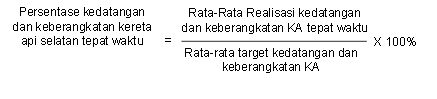 Persentase kedatangan
dan keberangkatan kereta
api selatan tepat waktu
=
Rata-Rata Realisasi kedatangan
dan keberangkatan KA tepat waktu
Rata-rata target kedatangan dan
keberangkatan KA
X 100%